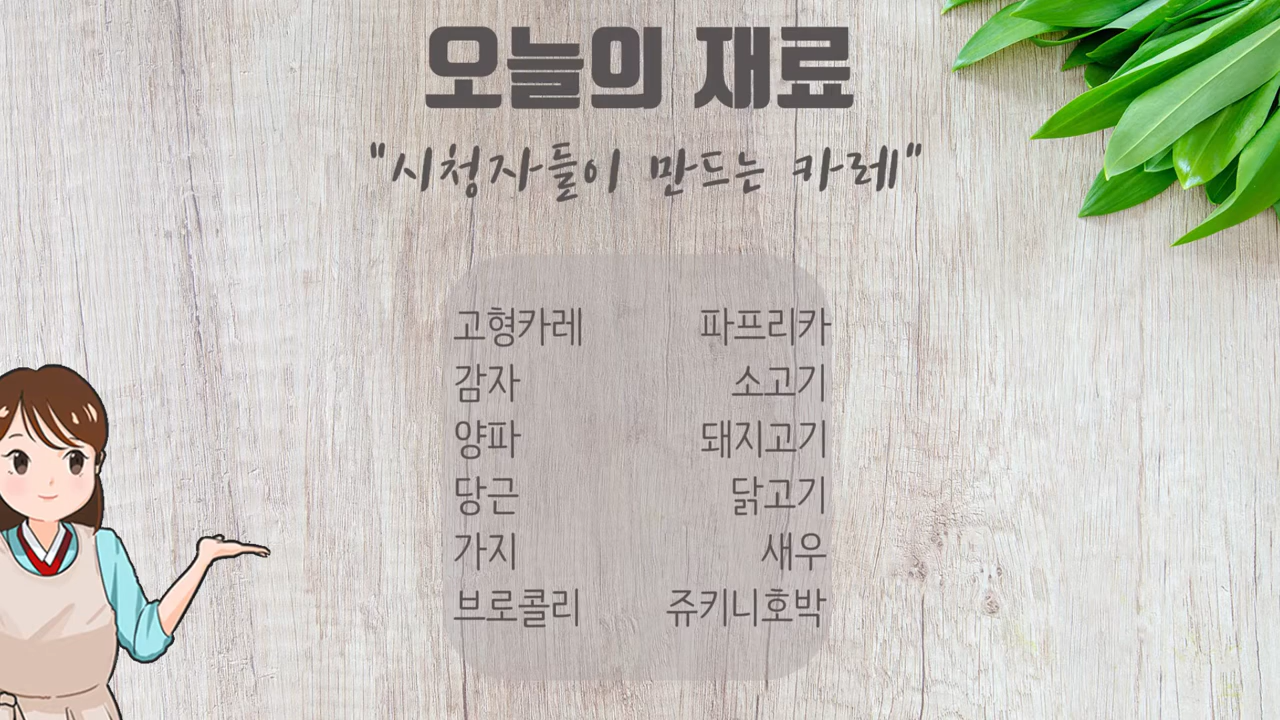 오늘의 재료
"시청자들이 만드는 카레"
고형카레 파프리카
감자 소고기
양파 돼지고기
당근 닭고기
가지 새우
브로콜리 쥬키니호박